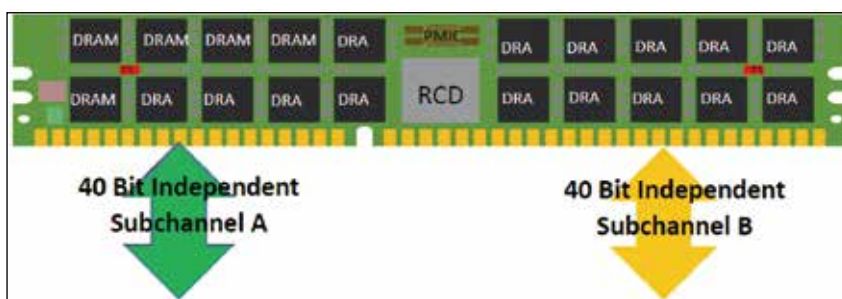 DRAM DRAM DRAM DRAM DRA PMIC DRA DRA DRA DRA DRA
DRAM DRA DRA DRA DRA RCD DRA DRA DRA DRA DRA
40 Bit Independent
Subchannel A
40 Bit Independent
Subchannel B